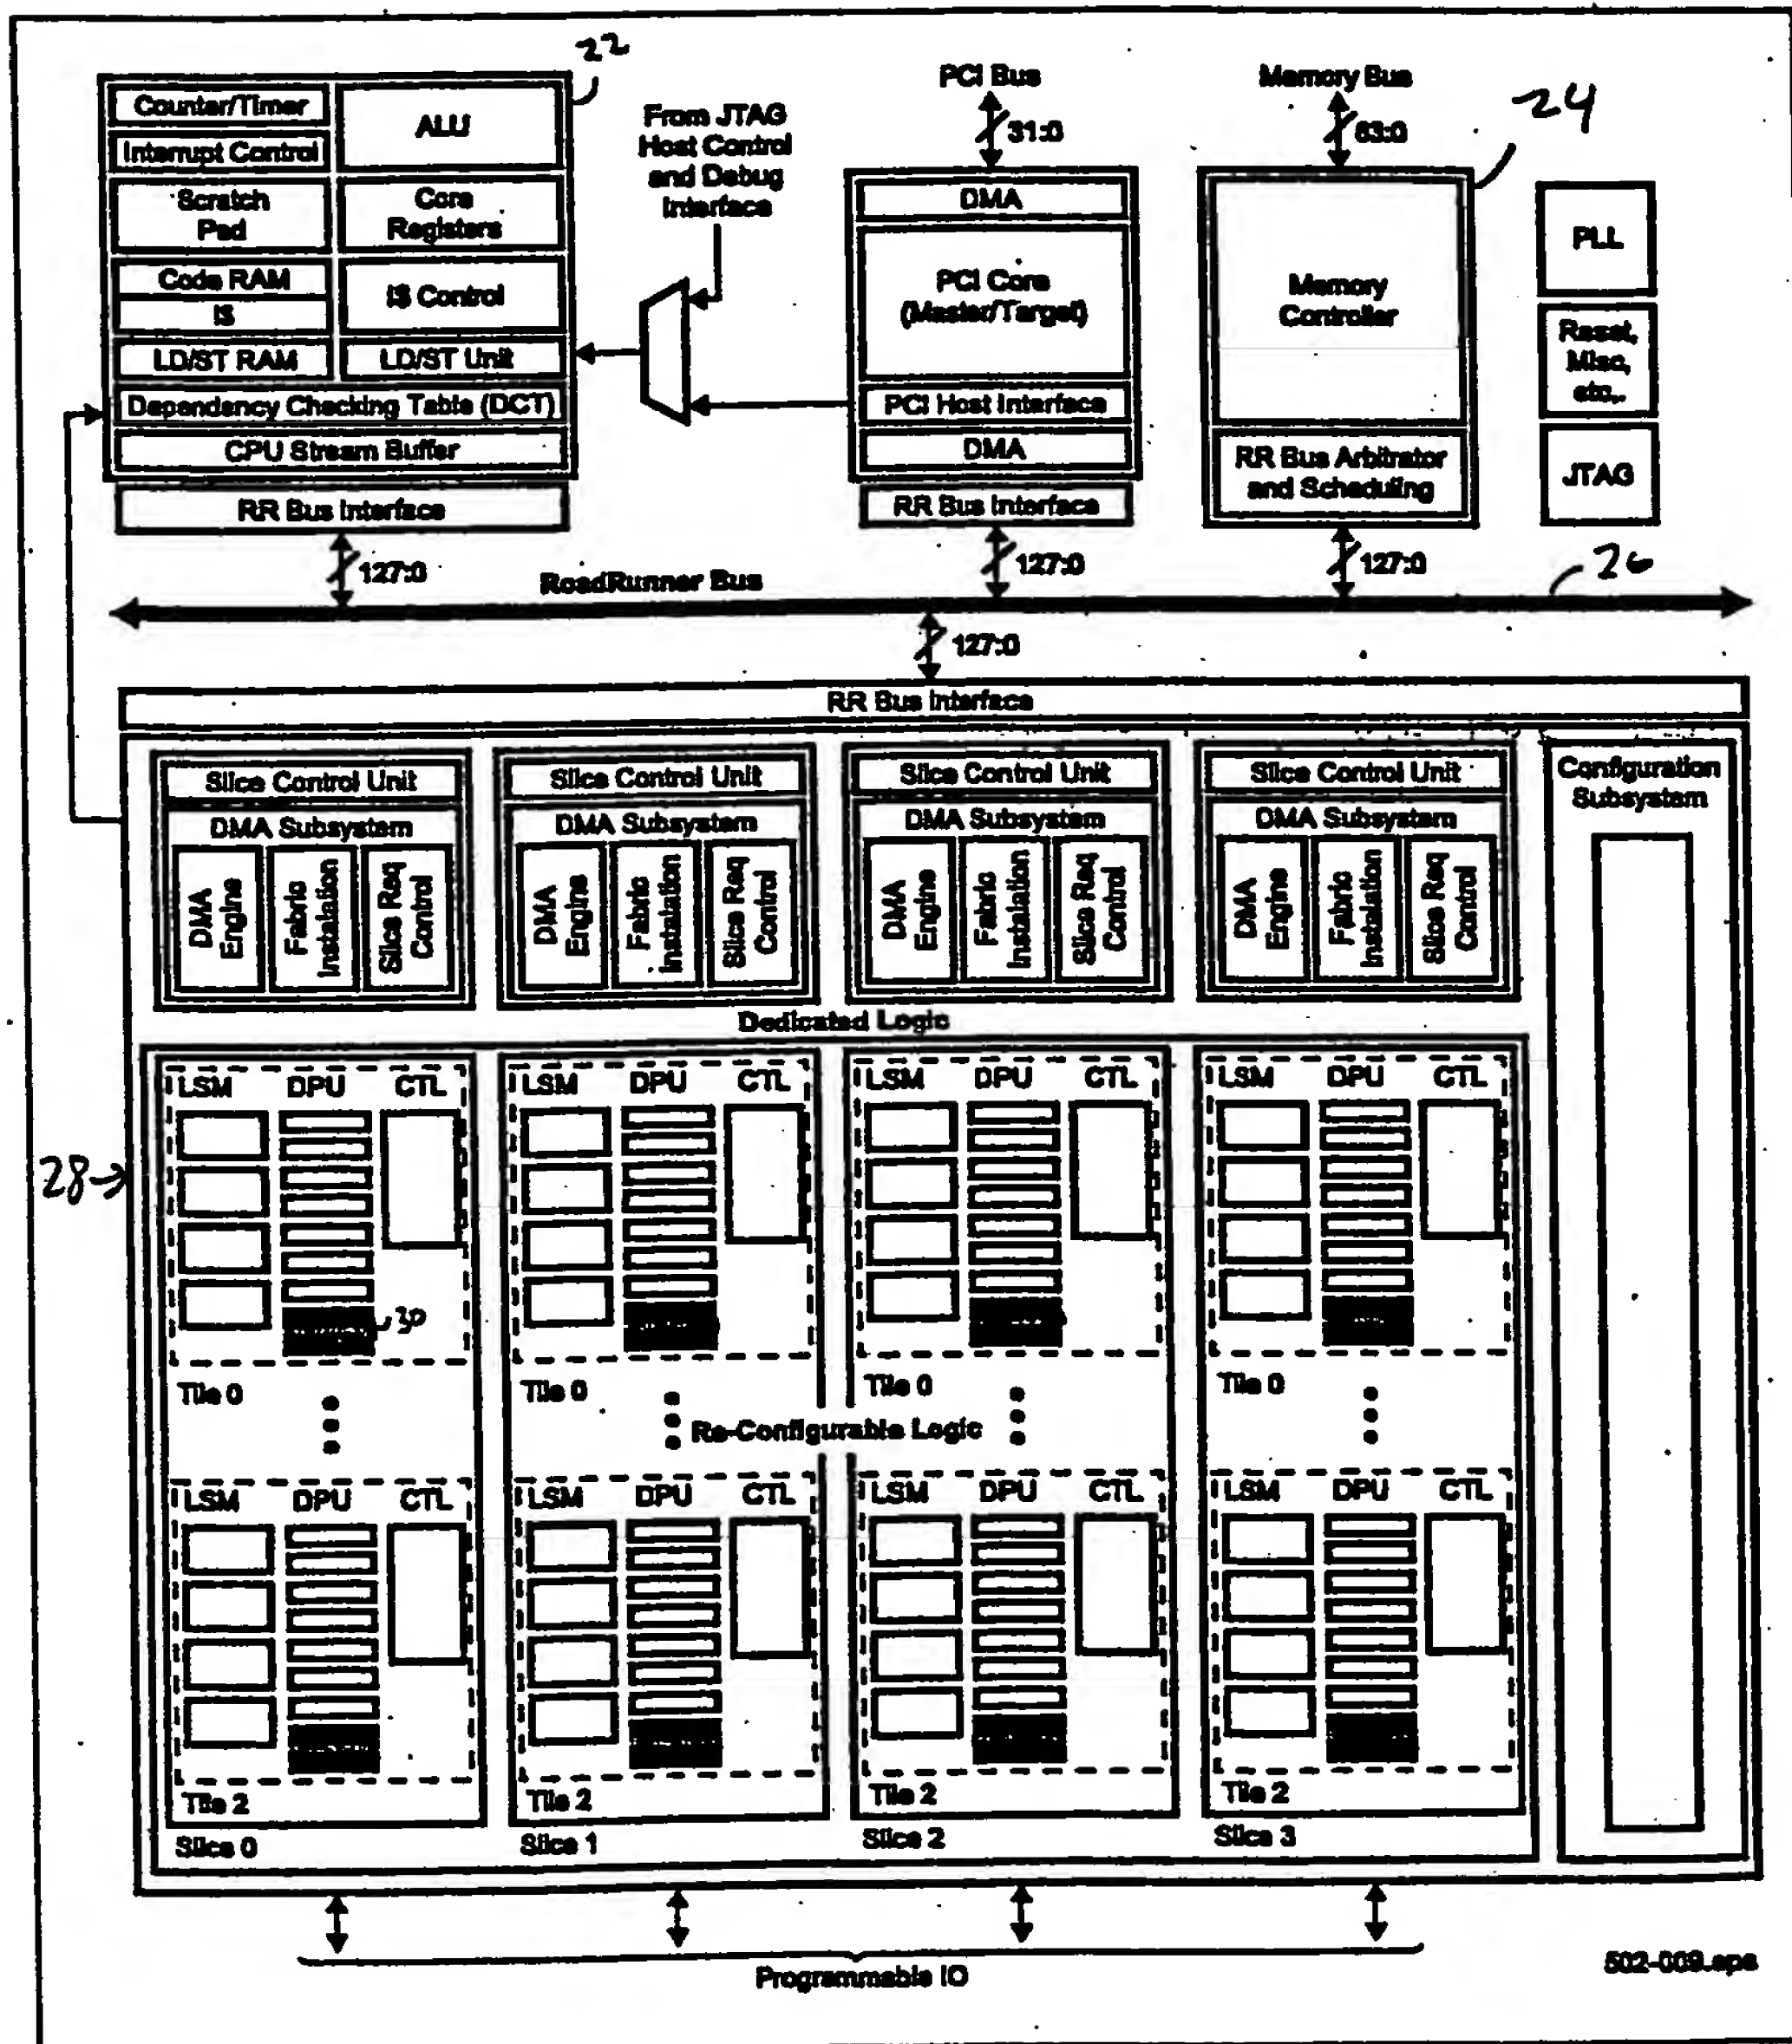 22
Counter/Timer
ALU
Interrupt Control
Scratch
Pad
Core
Registers
Code RAM
I$
I$ Control
LD/ST RAM
LD/ST Unit
Dependency Checking Table (DCT)
CPU Stream Buffer
RR Bus Interface
127:0
From JTAG
Host Control
and Debug
Interface
PCI Bus
31:0
DMA
PCI Core
(Master/Target)
PCI Host Interface
DMA
RR Bus Interface
127:0
Memory Bus
63:0
24
Memory
Controller
RR Bus Arbitrator
and Scheduling
127:0
PLL
Reset,
Misc,
etc,.
JTAG
RoadRunner Bus
26
127:0
RR Bus Interface
Slice Control Unit
DMA Subsystem
DMA
Engine
Fabric
Instatation
Slice Req
Control
Slice Control Unit
DMA Subsystem
DMA
Engine
Fabric
Instatation
Slice Req
Control
Slice Control Unit
DMA Subsystem
DMA
Engine
Fabric
Instatation
Slice Req
Control
Slice Control Unit
DMA Subsystem
DMA
Engine
Fabric
Instatation
Slice Req
Control
Configuration
Subsystem
Dedicated Logic
28
LSM DPU CTL
LSM DPU CTL
LSM DPU CTL
LSM DPU CTL
30
Tile 0
Tile 0
Tile 0
Tile 0
Re-Configurable Logic
LSM DPU CTL
LSM DPU CTL
LSM DPU CTL
LSM DPU CTL
Tile 2
Tile 2
Tile 2
Tile 2
Slice 0
Slice 1
Slice 2
Slice 3
Programmable IO
502-009.eps